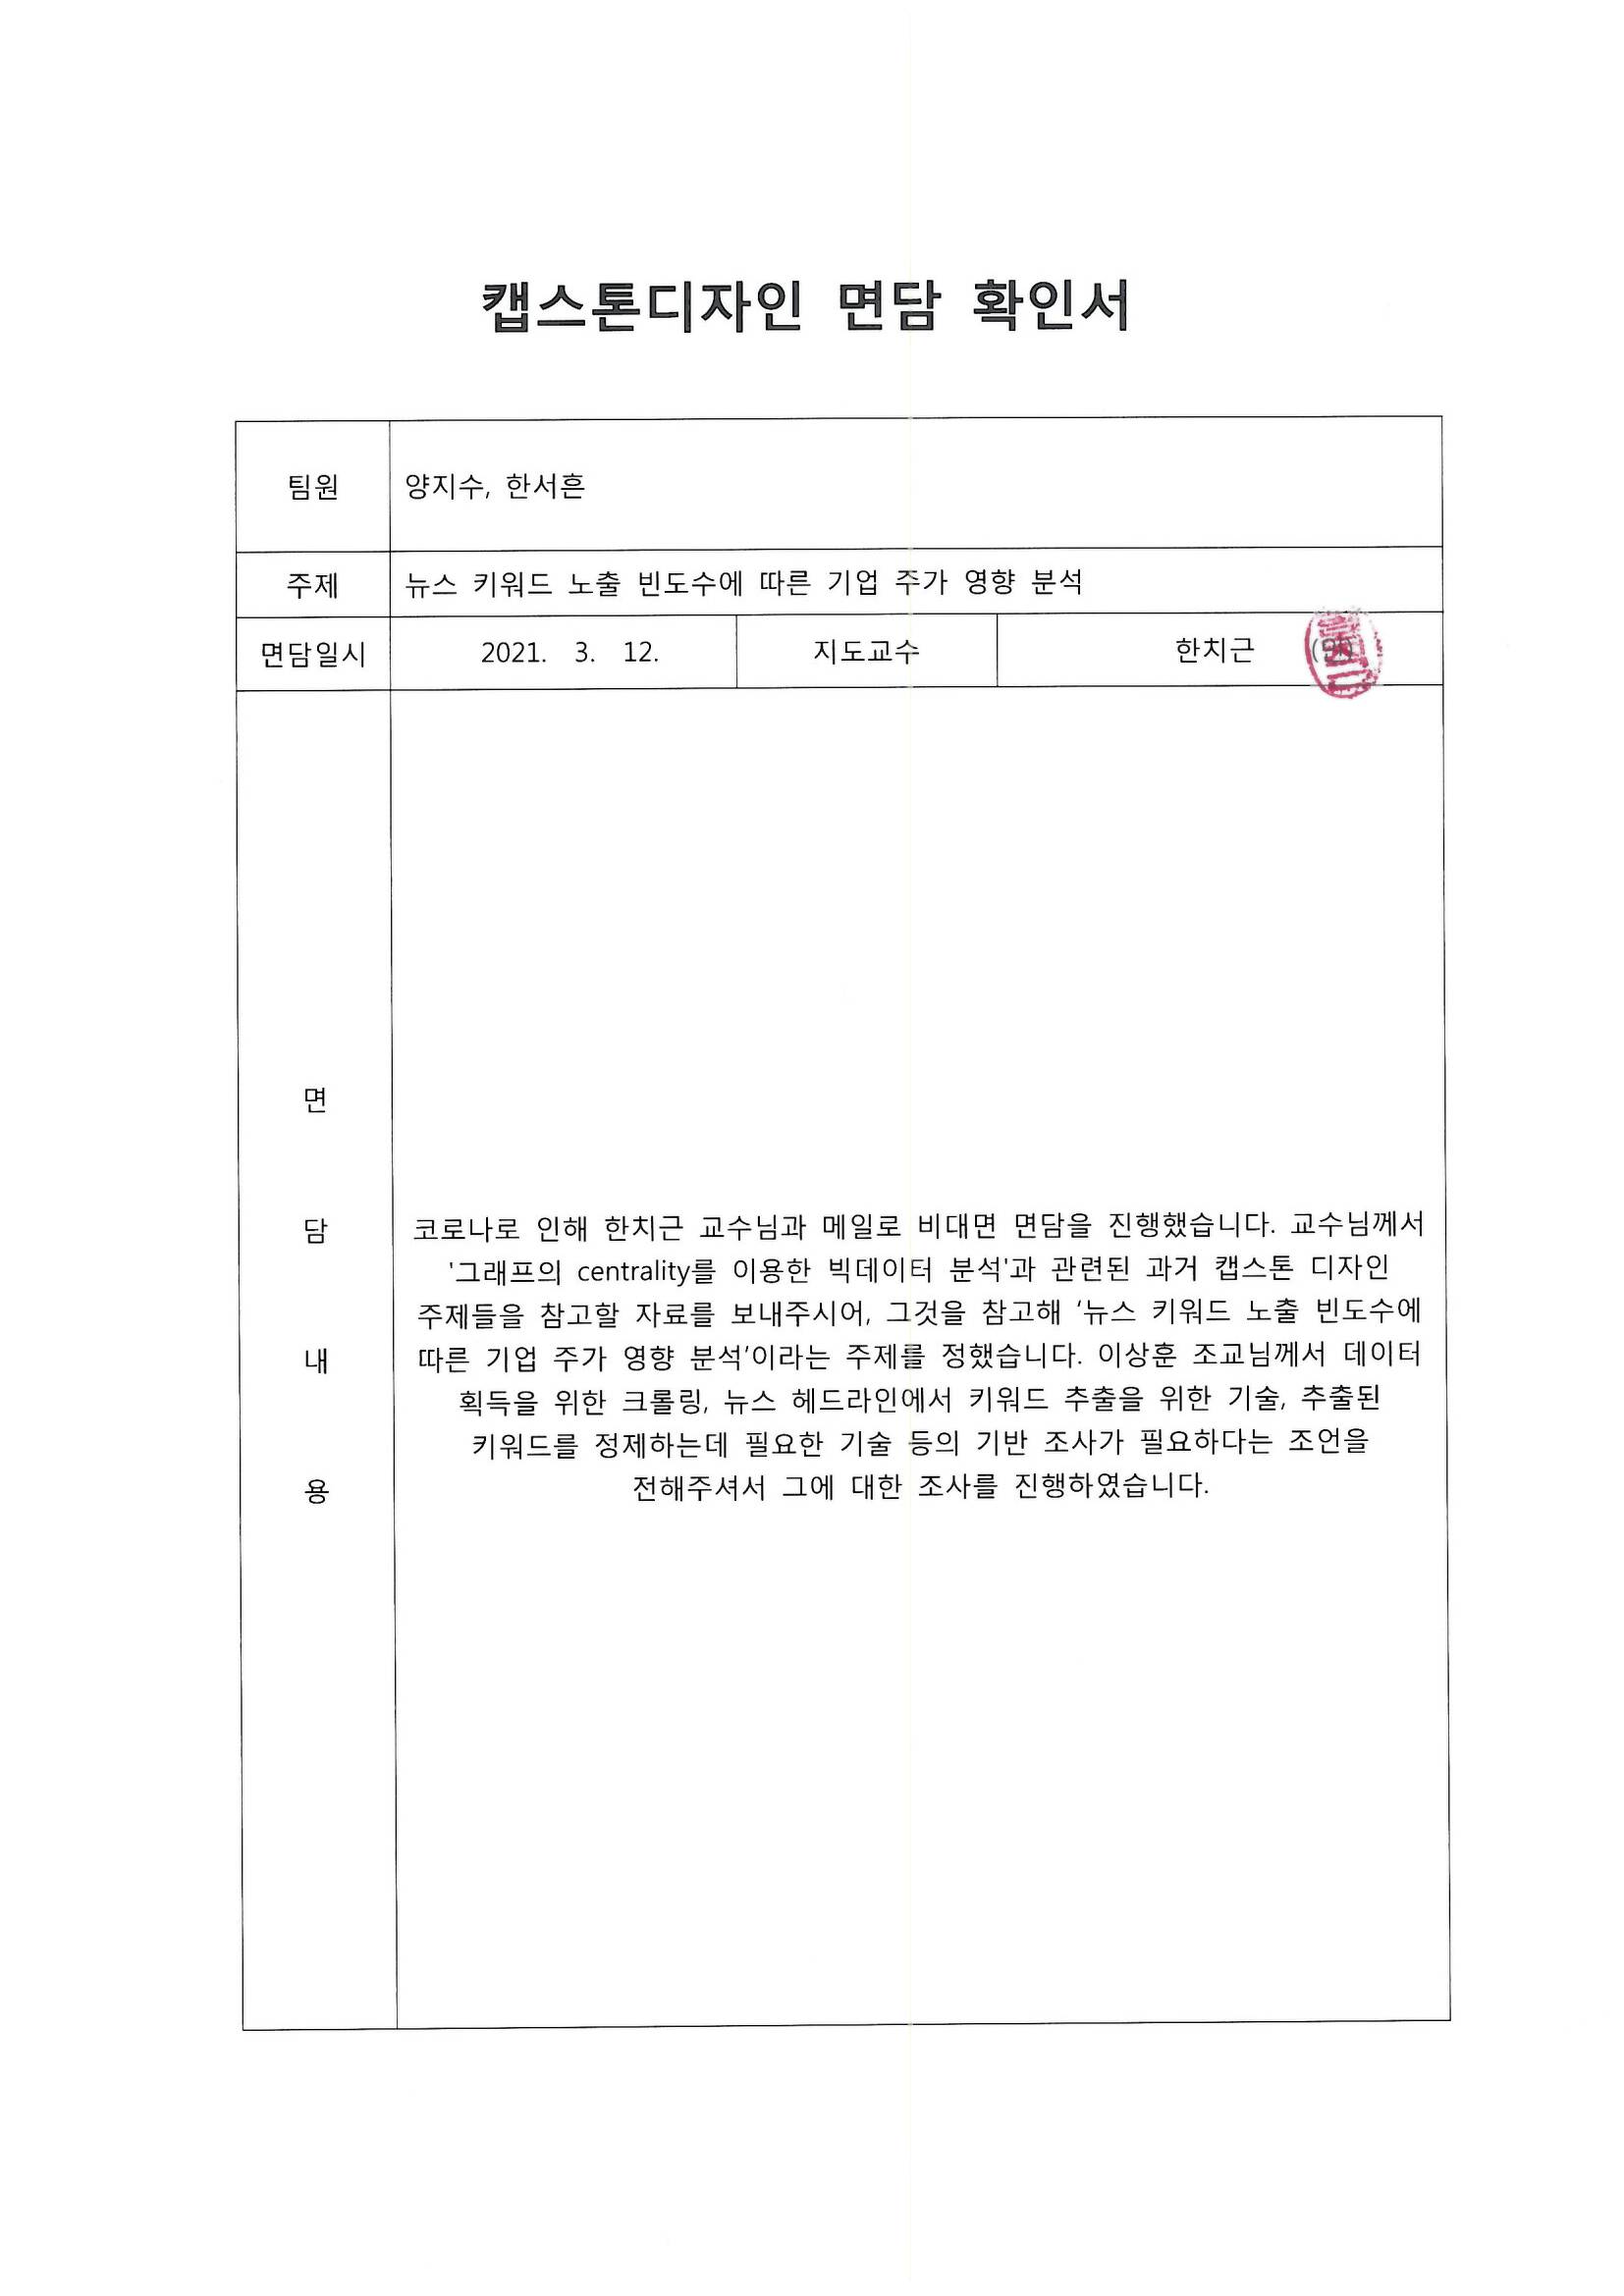 캡스톤디자인 면담 확인서
팀원 양지수, 한서흔
주제 뉴스 키워드 노출 빈도수에 따른 기업 주가 영향 분석
면담일시 2021. 3. 12. 지도교수 한치근 (인)
면
담
내
용
코로나로 인해 한치근 교수님과 메일로 비대면 면담을 진행했습니다. 교수님께서
'그래프의 centrality를 이용한 빅데이터 분석'과 관련된 과거 캡스톤 디자인
주제들을 참고할 자료를 보내주시어, 그것을 참고해 '뉴스 키워드 노출 빈도수에
따른 기업 주가 영향 분석'이라는 주제를 정했습니다. 이상훈 조교님께서 데이터
획득을 위한 크롤링, 뉴스 헤드라인에서 키워드 추출을 위한 기술, 추출된
키워드를 정제하는데 필요한 기술 등의 기반 조사가 필요하다는 조언을
전해주셔서 그에 대한 조사를 진행하였습니다.